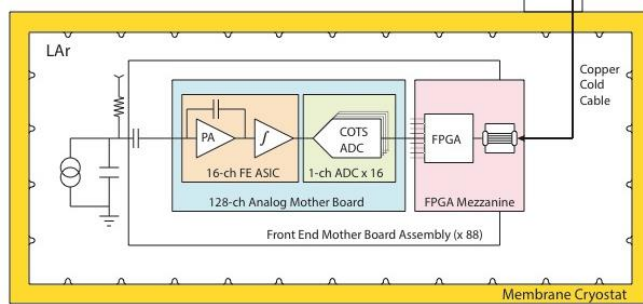 LAr
Copper
Cold
Cable
PA
∫
COTS
ADC
FPGA
16-ch FE ASIC
1-ch ADC x 16
128-ch Analog Mother Board
FPGA Mezzanine
Front End Mother Board Assembly (x 88)
Membrane Cryostat